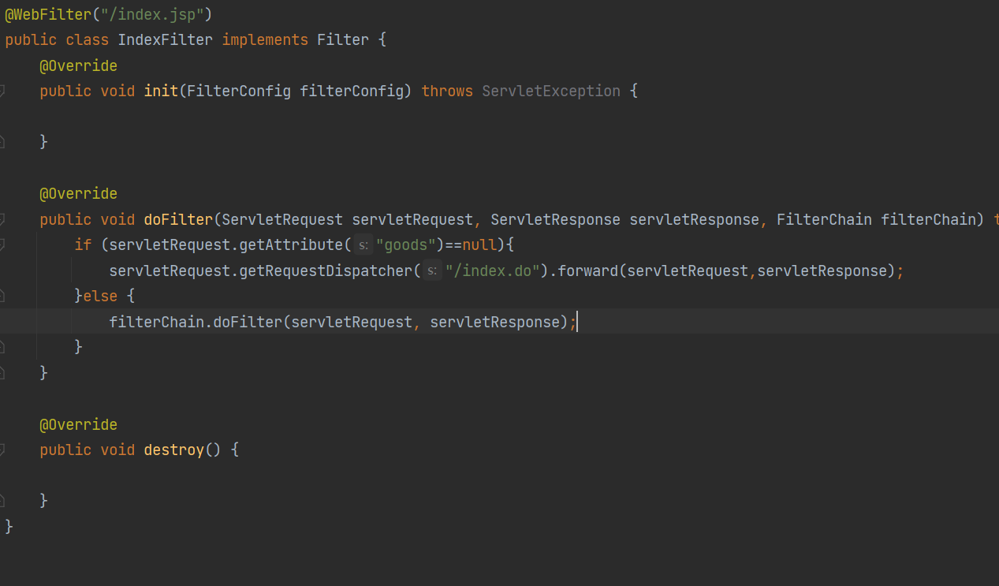 @WebFilter("/index.jsp")
public class IndexFilter implements Filter {
    @Override
    public void init(FilterConfig filterConfig) throws ServletException {

    }

    @Override
    public void doFilter(ServletRequest servletRequest, ServletResponse servletResponse, FilterChain filterChain) t
        if (servletRequest.getAttribute( s: "goods")==null){
            servletRequest.getRequestDispatcher( s: "/index.do").forward(servletRequest,servletResponse);
        }else {
            filterChain.doFilter(servletRequest, servletResponse);
        }
    }

    @Override
    public void destroy() {

    }
}